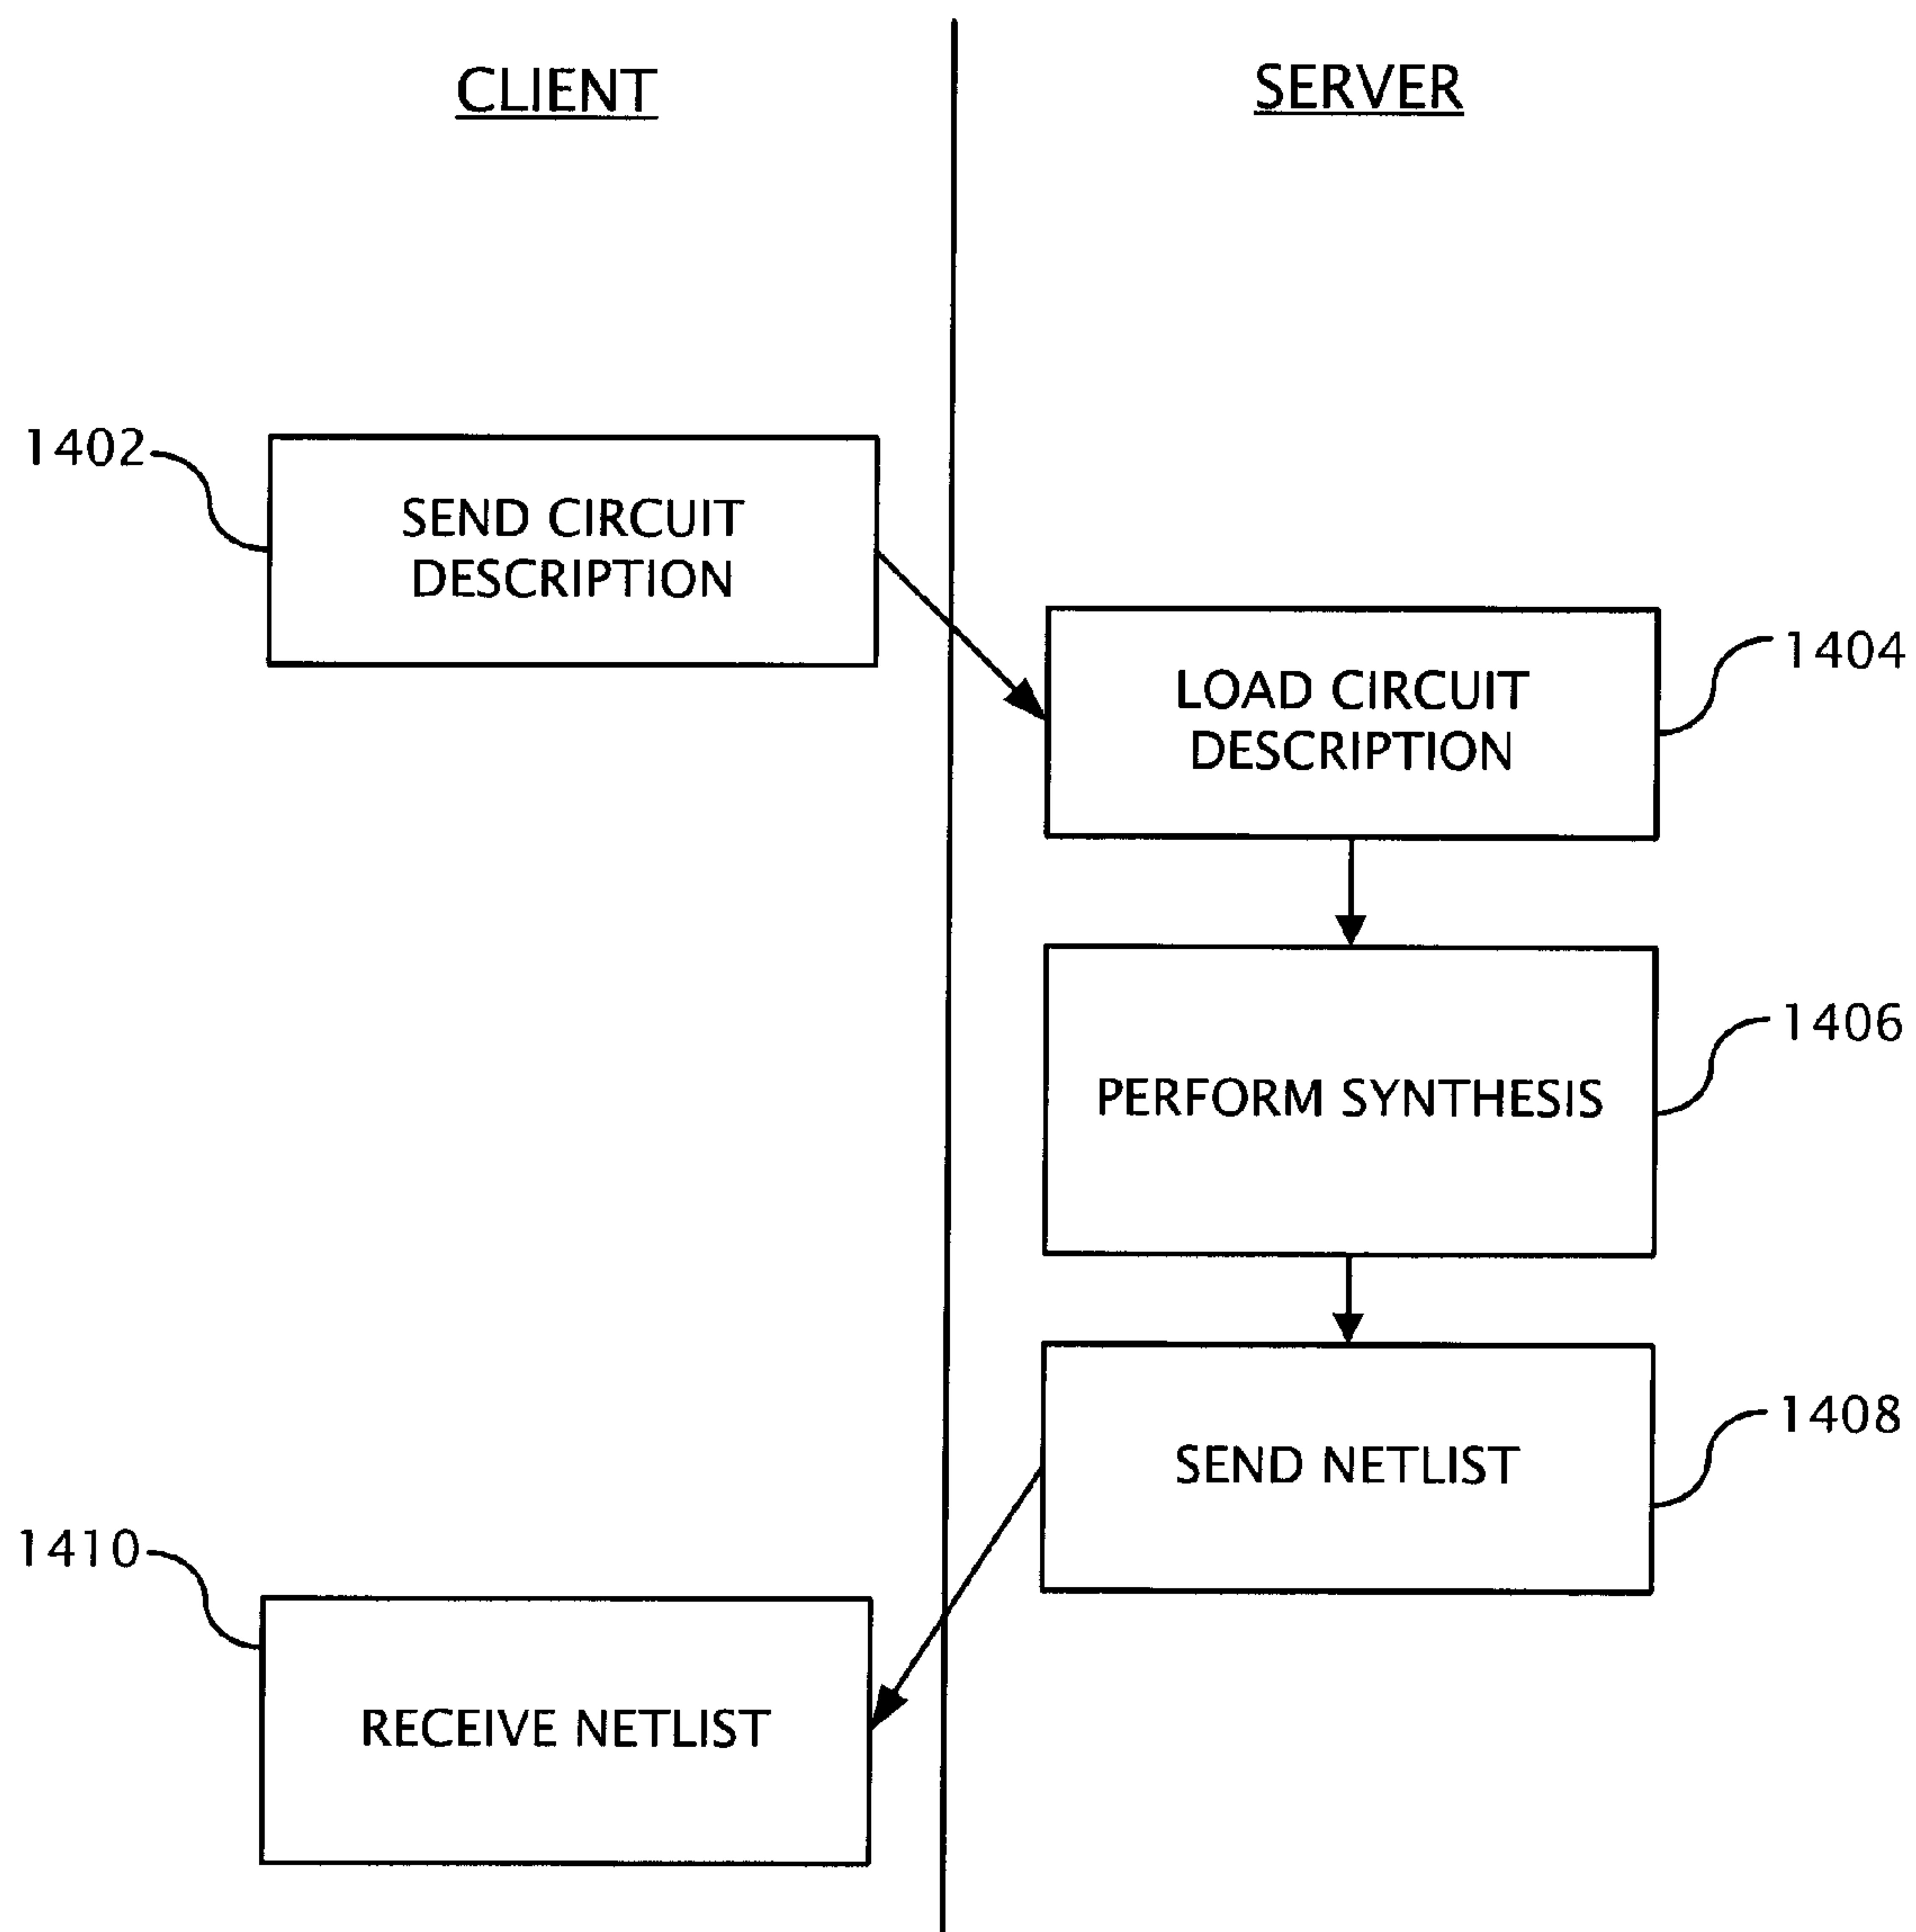 CLIENT
SERVER
1402
SEND CIRCUIT
DESCRIPTION
1404
LOAD CIRCUIT
DESCRIPTION
1406
PERFORM SYNTHESIS
1408
SEND NETLIST
1410
RECEIVE NETLIST